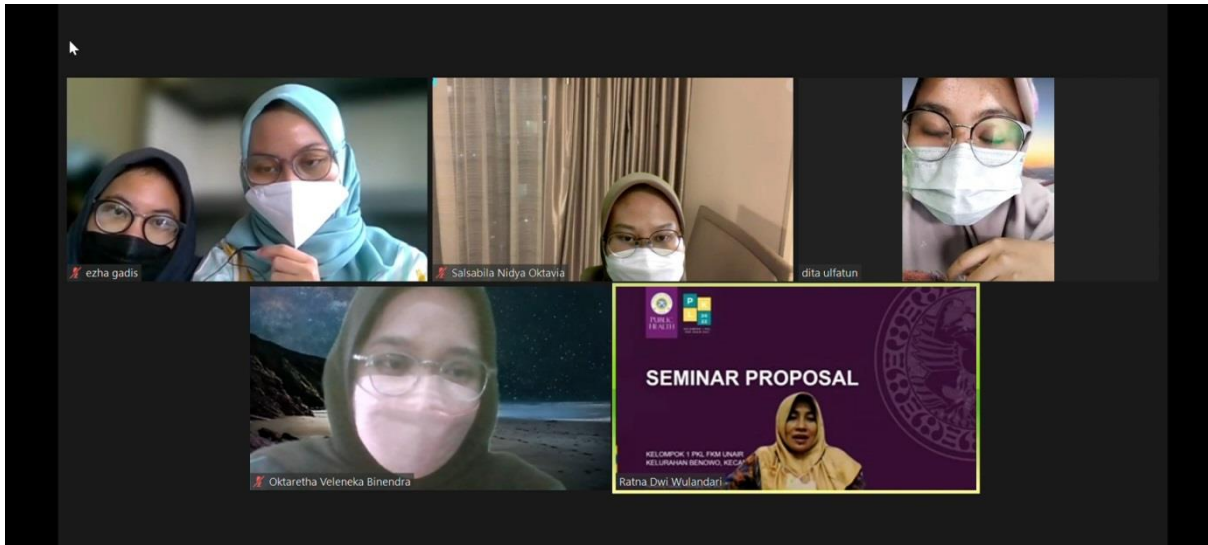 ezha gadis
Salsabila Nidya Oktavia
dita ulfatun
Oktaretha Veleneka Binendra
PUBLIC
HEALTH
P K
L
SEMINAR PROPOSAL
KELOMPOK 1 PKL FKM UNAIR
KELURAHAN BENOWO,
Ratna Dwi Wulandari